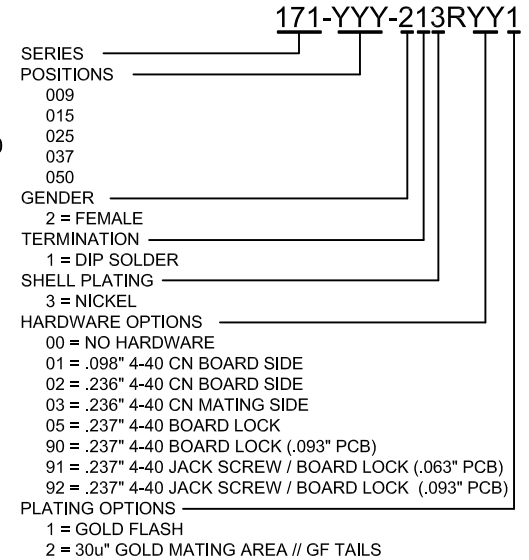 171-YYY-213RYY1
SERIES
POSITIONS
009
015
025
037
050
GENDER
2 = FEMALE
TERMINATION
1 = DIP SOLDER
SHELL PLATING
3 = NICKEL
HARDWARE OPTIONS
00 = NO HARDWARE
01 = .098" 4-40 CN BOARD SIDE
02 = .236" 4-40 CN BOARD SIDE
03 = .236" 4-40 CN MATING SIDE
05 = .237" 4-40 BOARD LOCK
90 = .237" 4-40 BOARD LOCK (.093" PCB)
91 = .237" 4-40 JACK SCREW / BOARD LOCK (.063" PCB)
92 = .237" 4-40 JACK SCREW / BOARD LOCK (.093" PCB)
PLATING OPTIONS
1 = GOLD FLASH
2 = 30u" GOLD MATING AREA // GF TAILS